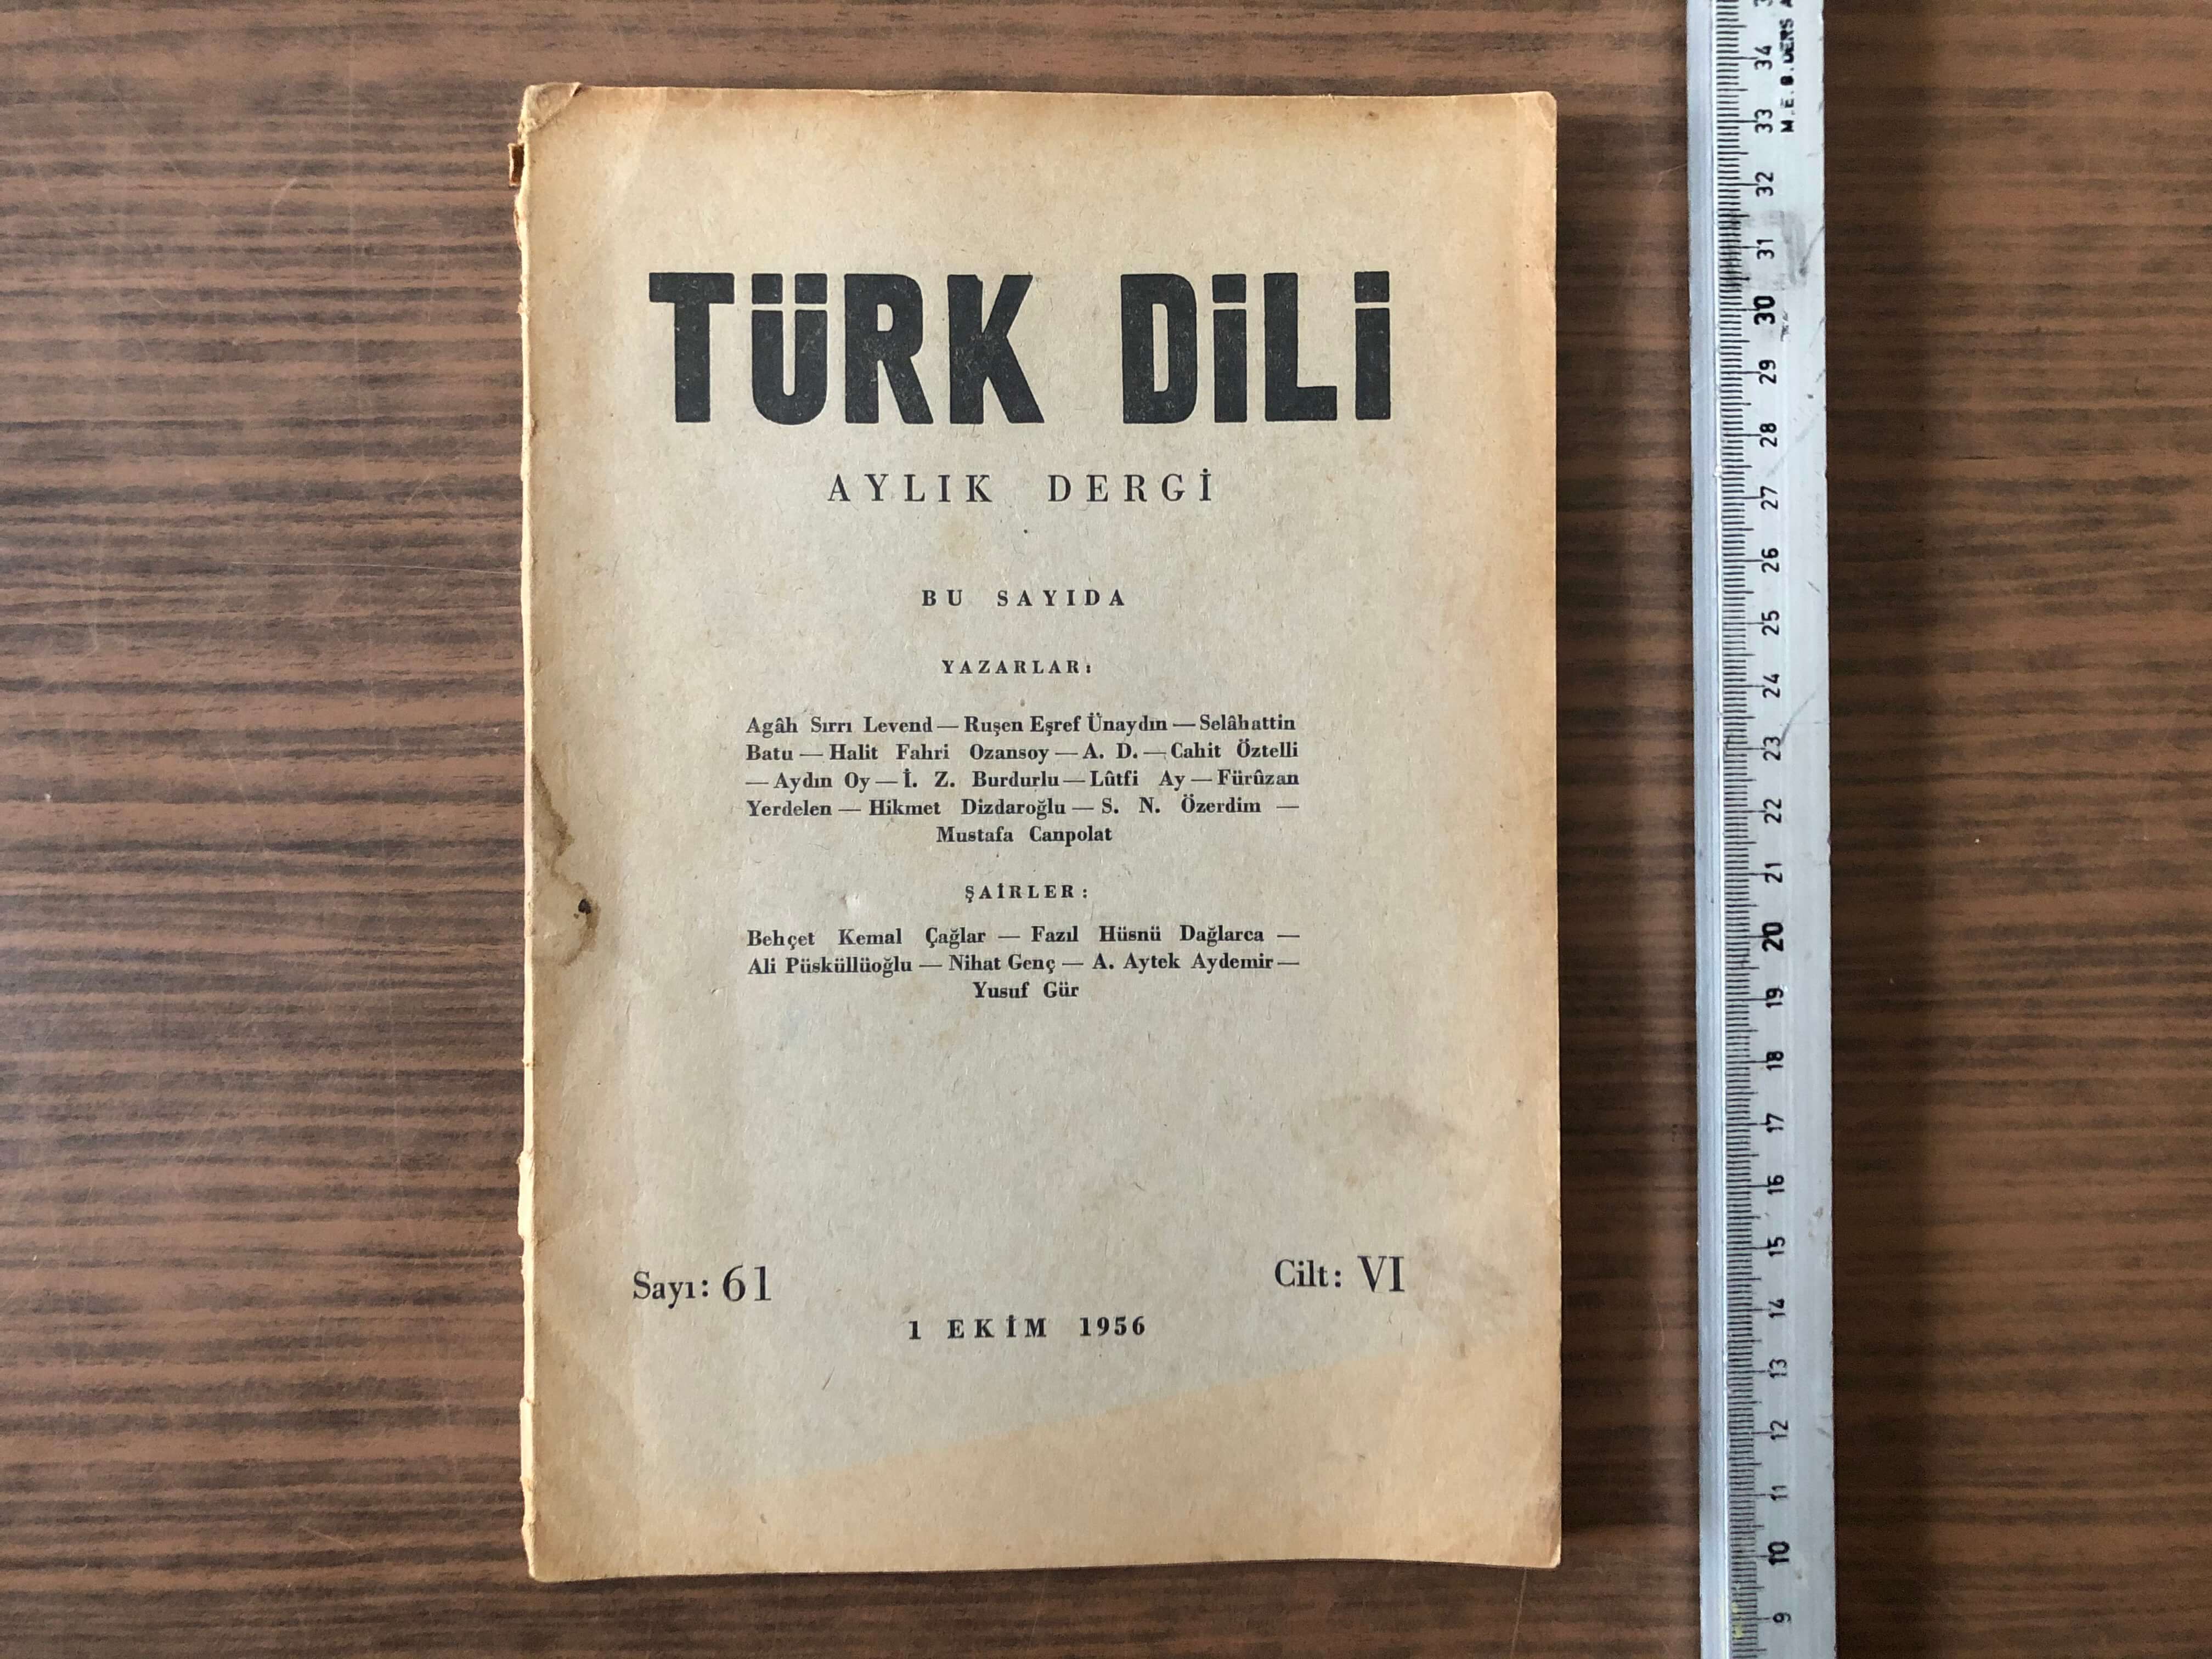 TÜRK DİLİ
AYLIK DERGİ
BU SAYIDA
YAZARLAR:
Agâh Sırrı Levend — Ruşen Eşref Ünaydın — Selâhattin
Batu — Halit Fahri Ozansoy — A. D. — Cahit Öztelli
— Aydın Oy — İ. Z. Burdurlu — Lûtfi Ay — Fürûzan
Yerdelen — Hikmet Dizdaroğlu — S. N. Özerdim —
Mustafa Canpolat
ŞAİRLER:
Behçet Kemal Çağlar — Fazıl Hüsnü Dağlarca —
Ali Püsküllüoğlu — Nihat Genç — A. Aytek Aydemir —
Yusuf Gür
Sayı: 61
Cilt: VI
1 EKİM 1956
34
33
32
31
30
29
28
27
26
25
24
23
22
21
20
19
18
17
16
15
14
13
12
11
10
9
M.E.B.DERS A